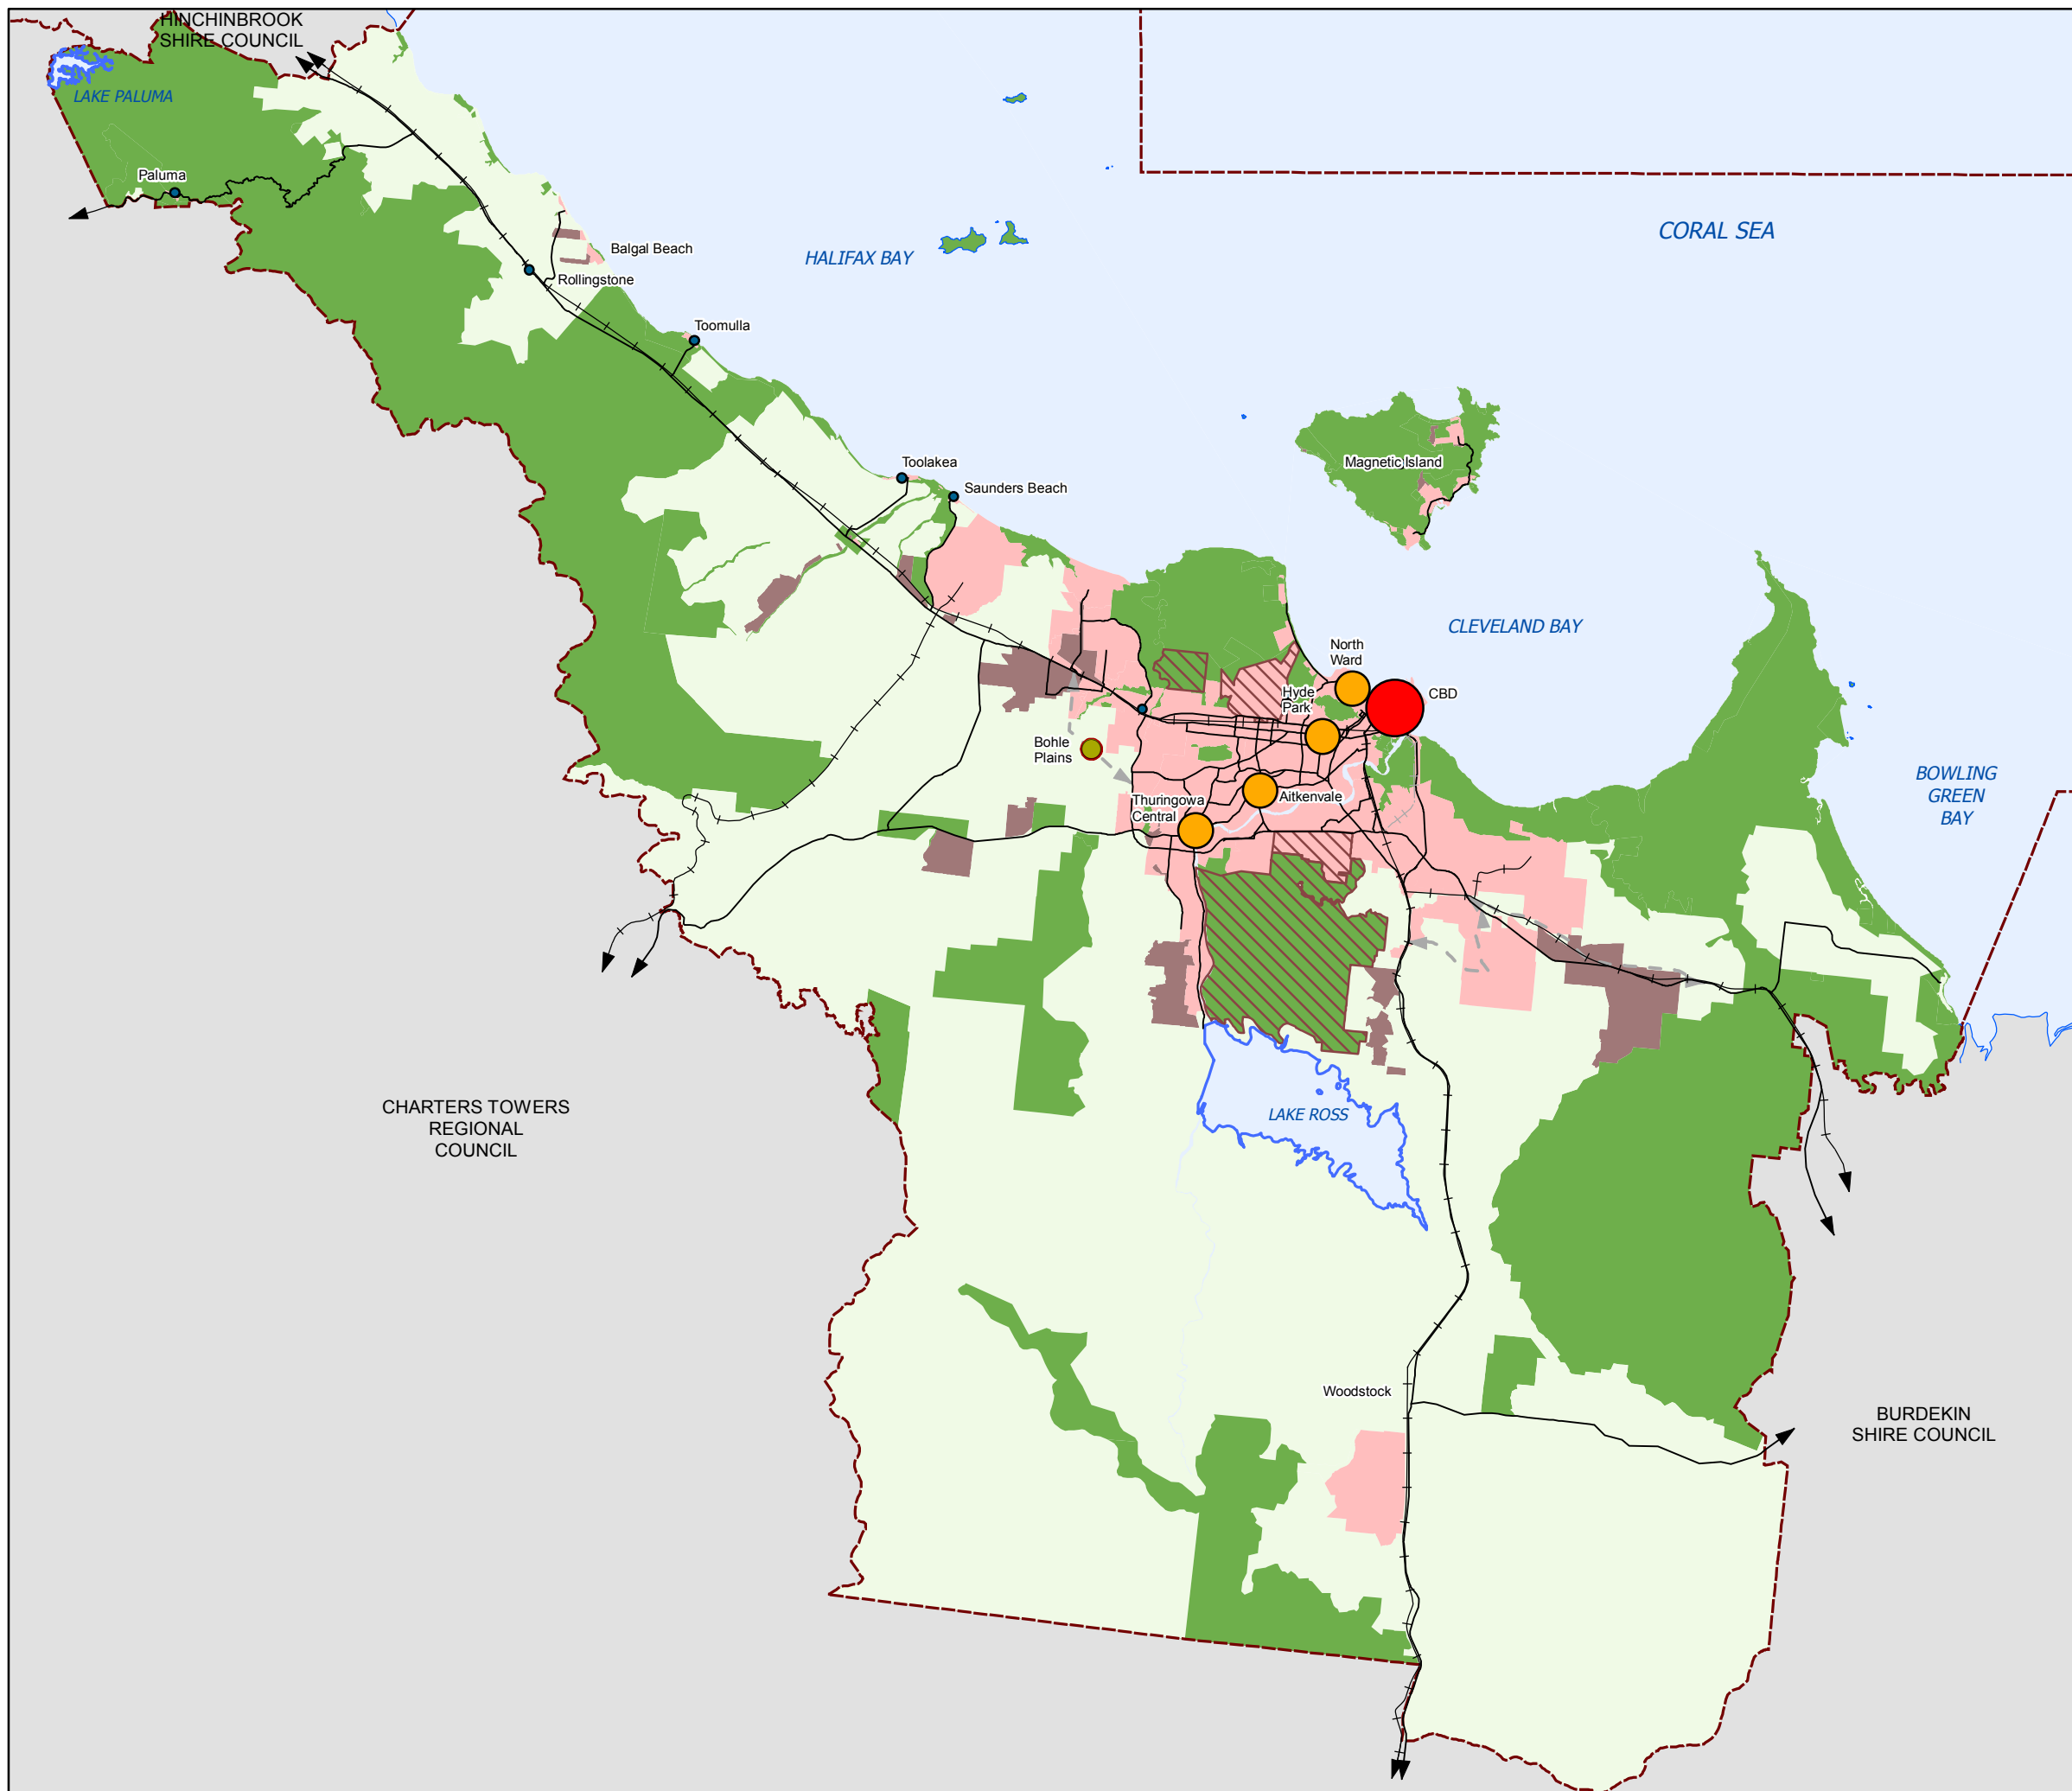 HINCHINBROOK
SHIRE COUNCIL
LAKE PALUMA
Paluma
CORAL SEA
Balgal Beach
HALIFAX BAY
Rollingstone
Toomulla
Toolakea
Magnetic Island
Saunders Beach
CLEVELAND BAY
North
Ward
Hyde
Park
CBD
Bohle
Plains
BOWLING
GREEN
BAY
Thuringowa
Central
Aitkenvale
CHARTERS TOWERS
REGIONAL
COUNCIL
LAKE ROSS
Woodstock
BURDEKIN
SHIRE COUNCIL